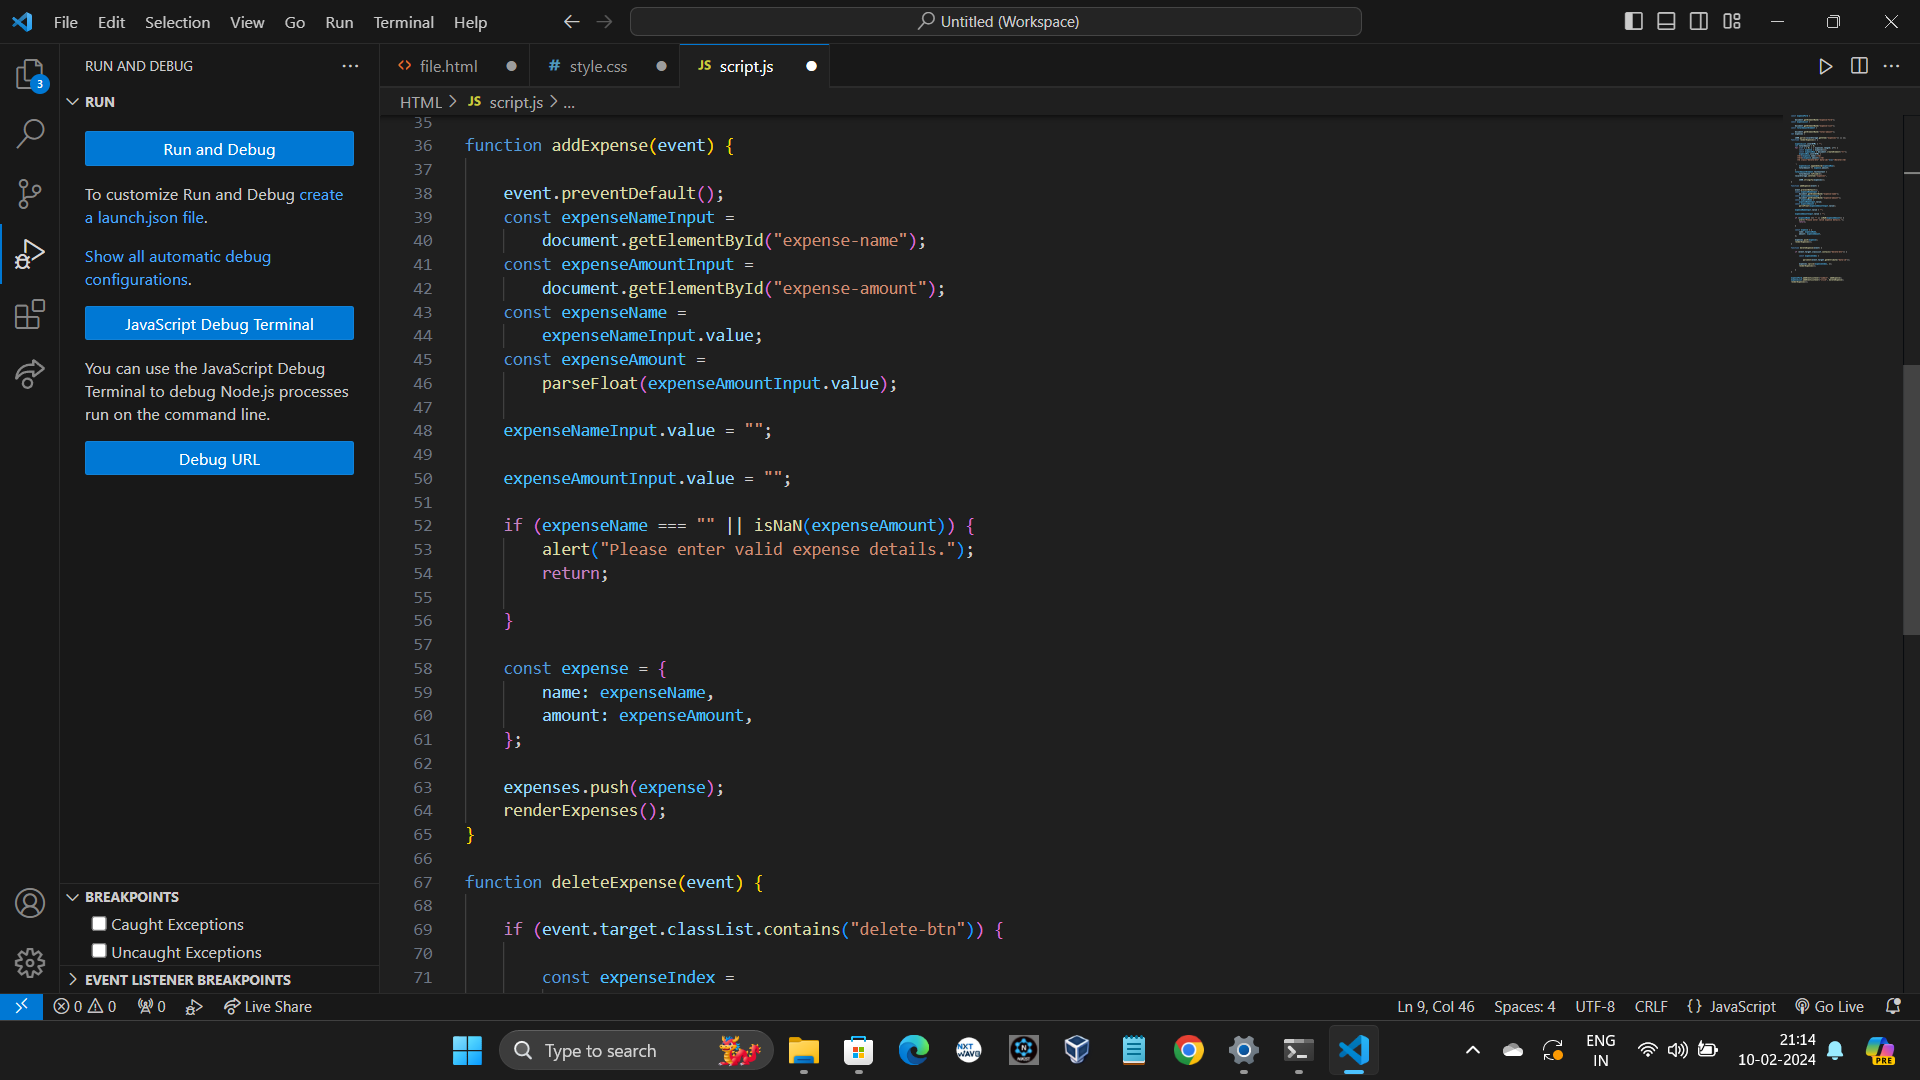 File Edit Selection View Go Run Terminal Help
Untitled (Workspace)
RUN AND DEBUG
RUN
Run and Debug
To customize Run and Debug create
a launch.json file.
Show all automatic debug
configurations.
JavaScript Debug Terminal
You can use the JavaScript Debug
Terminal to debug Node.js processes
run on the command line.
Debug URL
BREAKPOINTS
Caught Exceptions
Uncaught Exceptions
EVENT LISTENER BREAKPOINTS
3
<> file.html
# style.css
JS script.js
HTML > JS script.js > ...
35
36 function addExpense(event) {
37
38 event.preventDefault();
39 const expenseNameInput =
40 document.getElementById("expense-name");
41 const expenseAmountInput =
42 document.getElementById("expense-amount");
43 const expenseName =
44 expenseNameInput.value;
45 const expenseAmount =
46 parseFloat(expenseAmountInput.value);
47
48 expenseNameInput.value = "";
49
50 expenseAmountInput.value = "";
51
52 if (expenseName === "" || isNaN(expenseAmount)) {
53 alert("Please enter valid expense details.");
54 return;
55
56 }
57
58 const expense = {
59 name: expenseName,
60 amount: expenseAmount,
61 };
62
63 expenses.push(expense);
64 renderExpenses();
65 }
66
67 function deleteExpense(event) {
68
69 if (event.target.classList.contains("delete-btn")) {
70
71 const expenseIndex =
0 0 0 Live Share
Ln 9, Col 46 Spaces: 4 UTF-8 CRLF {} JavaScript Go Live
Type to search
NXT
WAVE
ENG
IN
21:14
10-02-2024
PRE